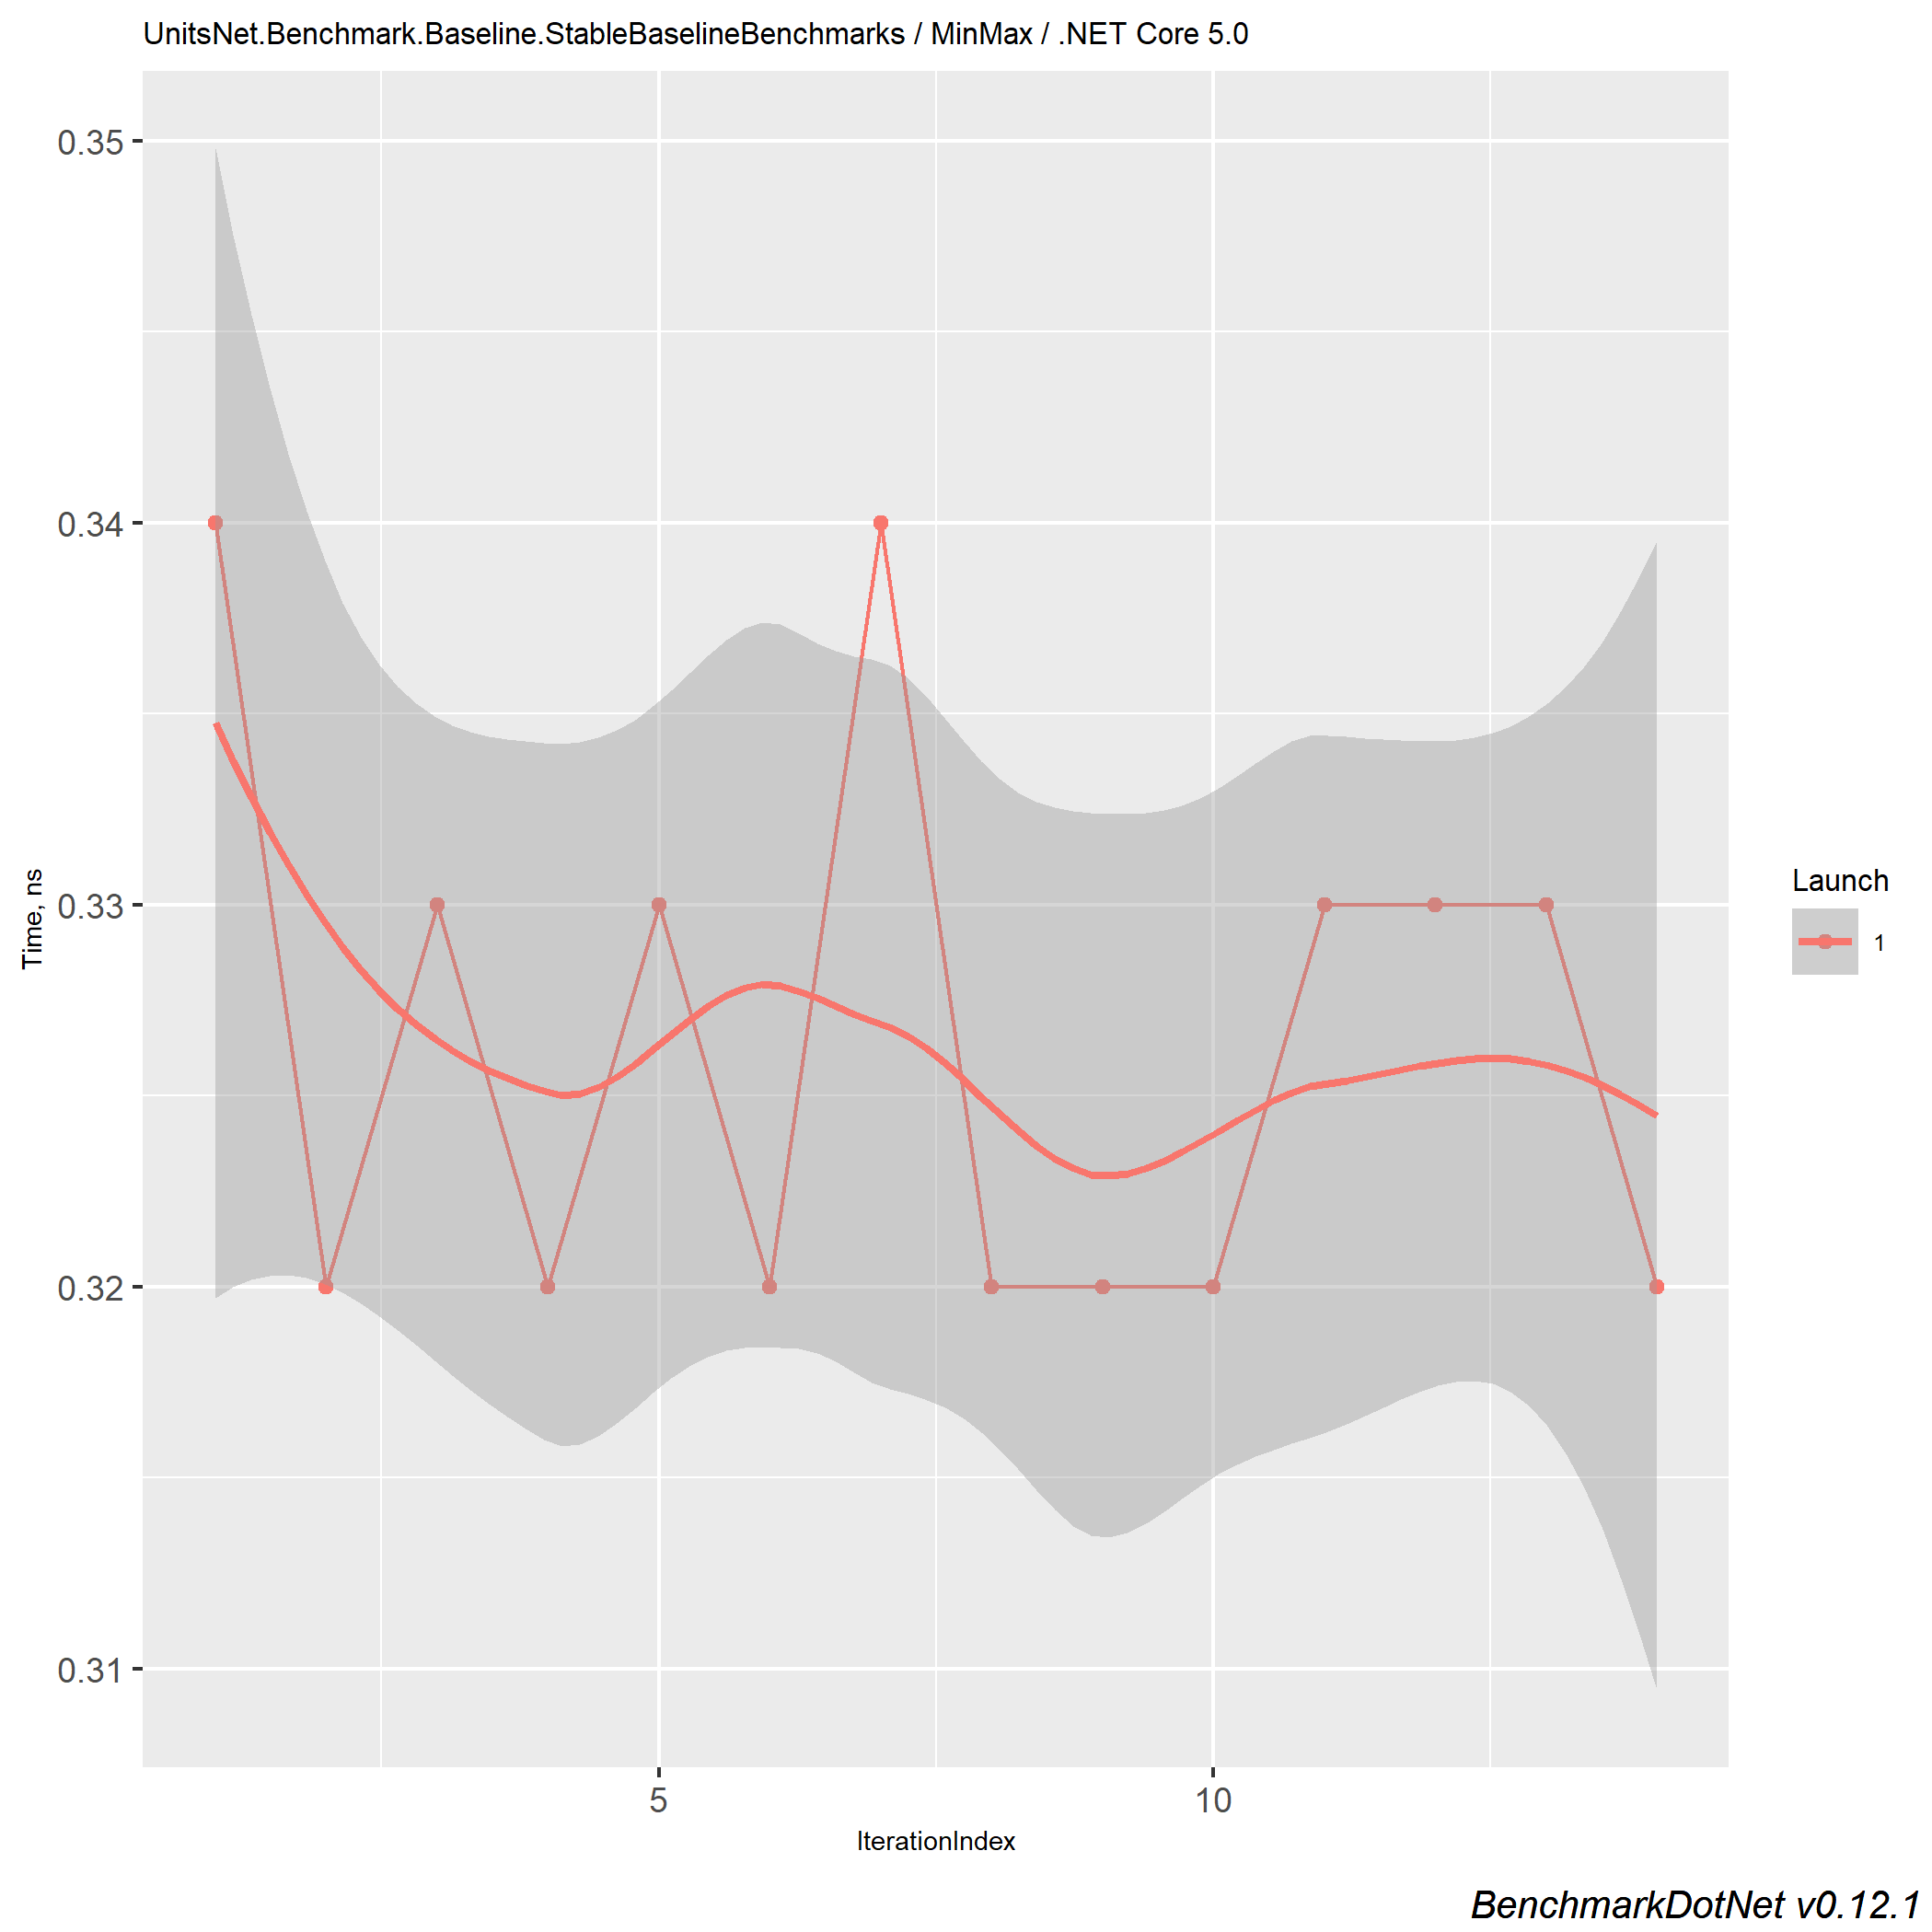 UnitsNet.Benchmark.Baseline.StableBaselineBenchmarks / MinMax / .NET Core 5.0
0.35
0.34
0.33
0.32
0.31
Time, ns
5
10
IterationIndex
Launch
1
BenchmarkDotNet v0.12.1